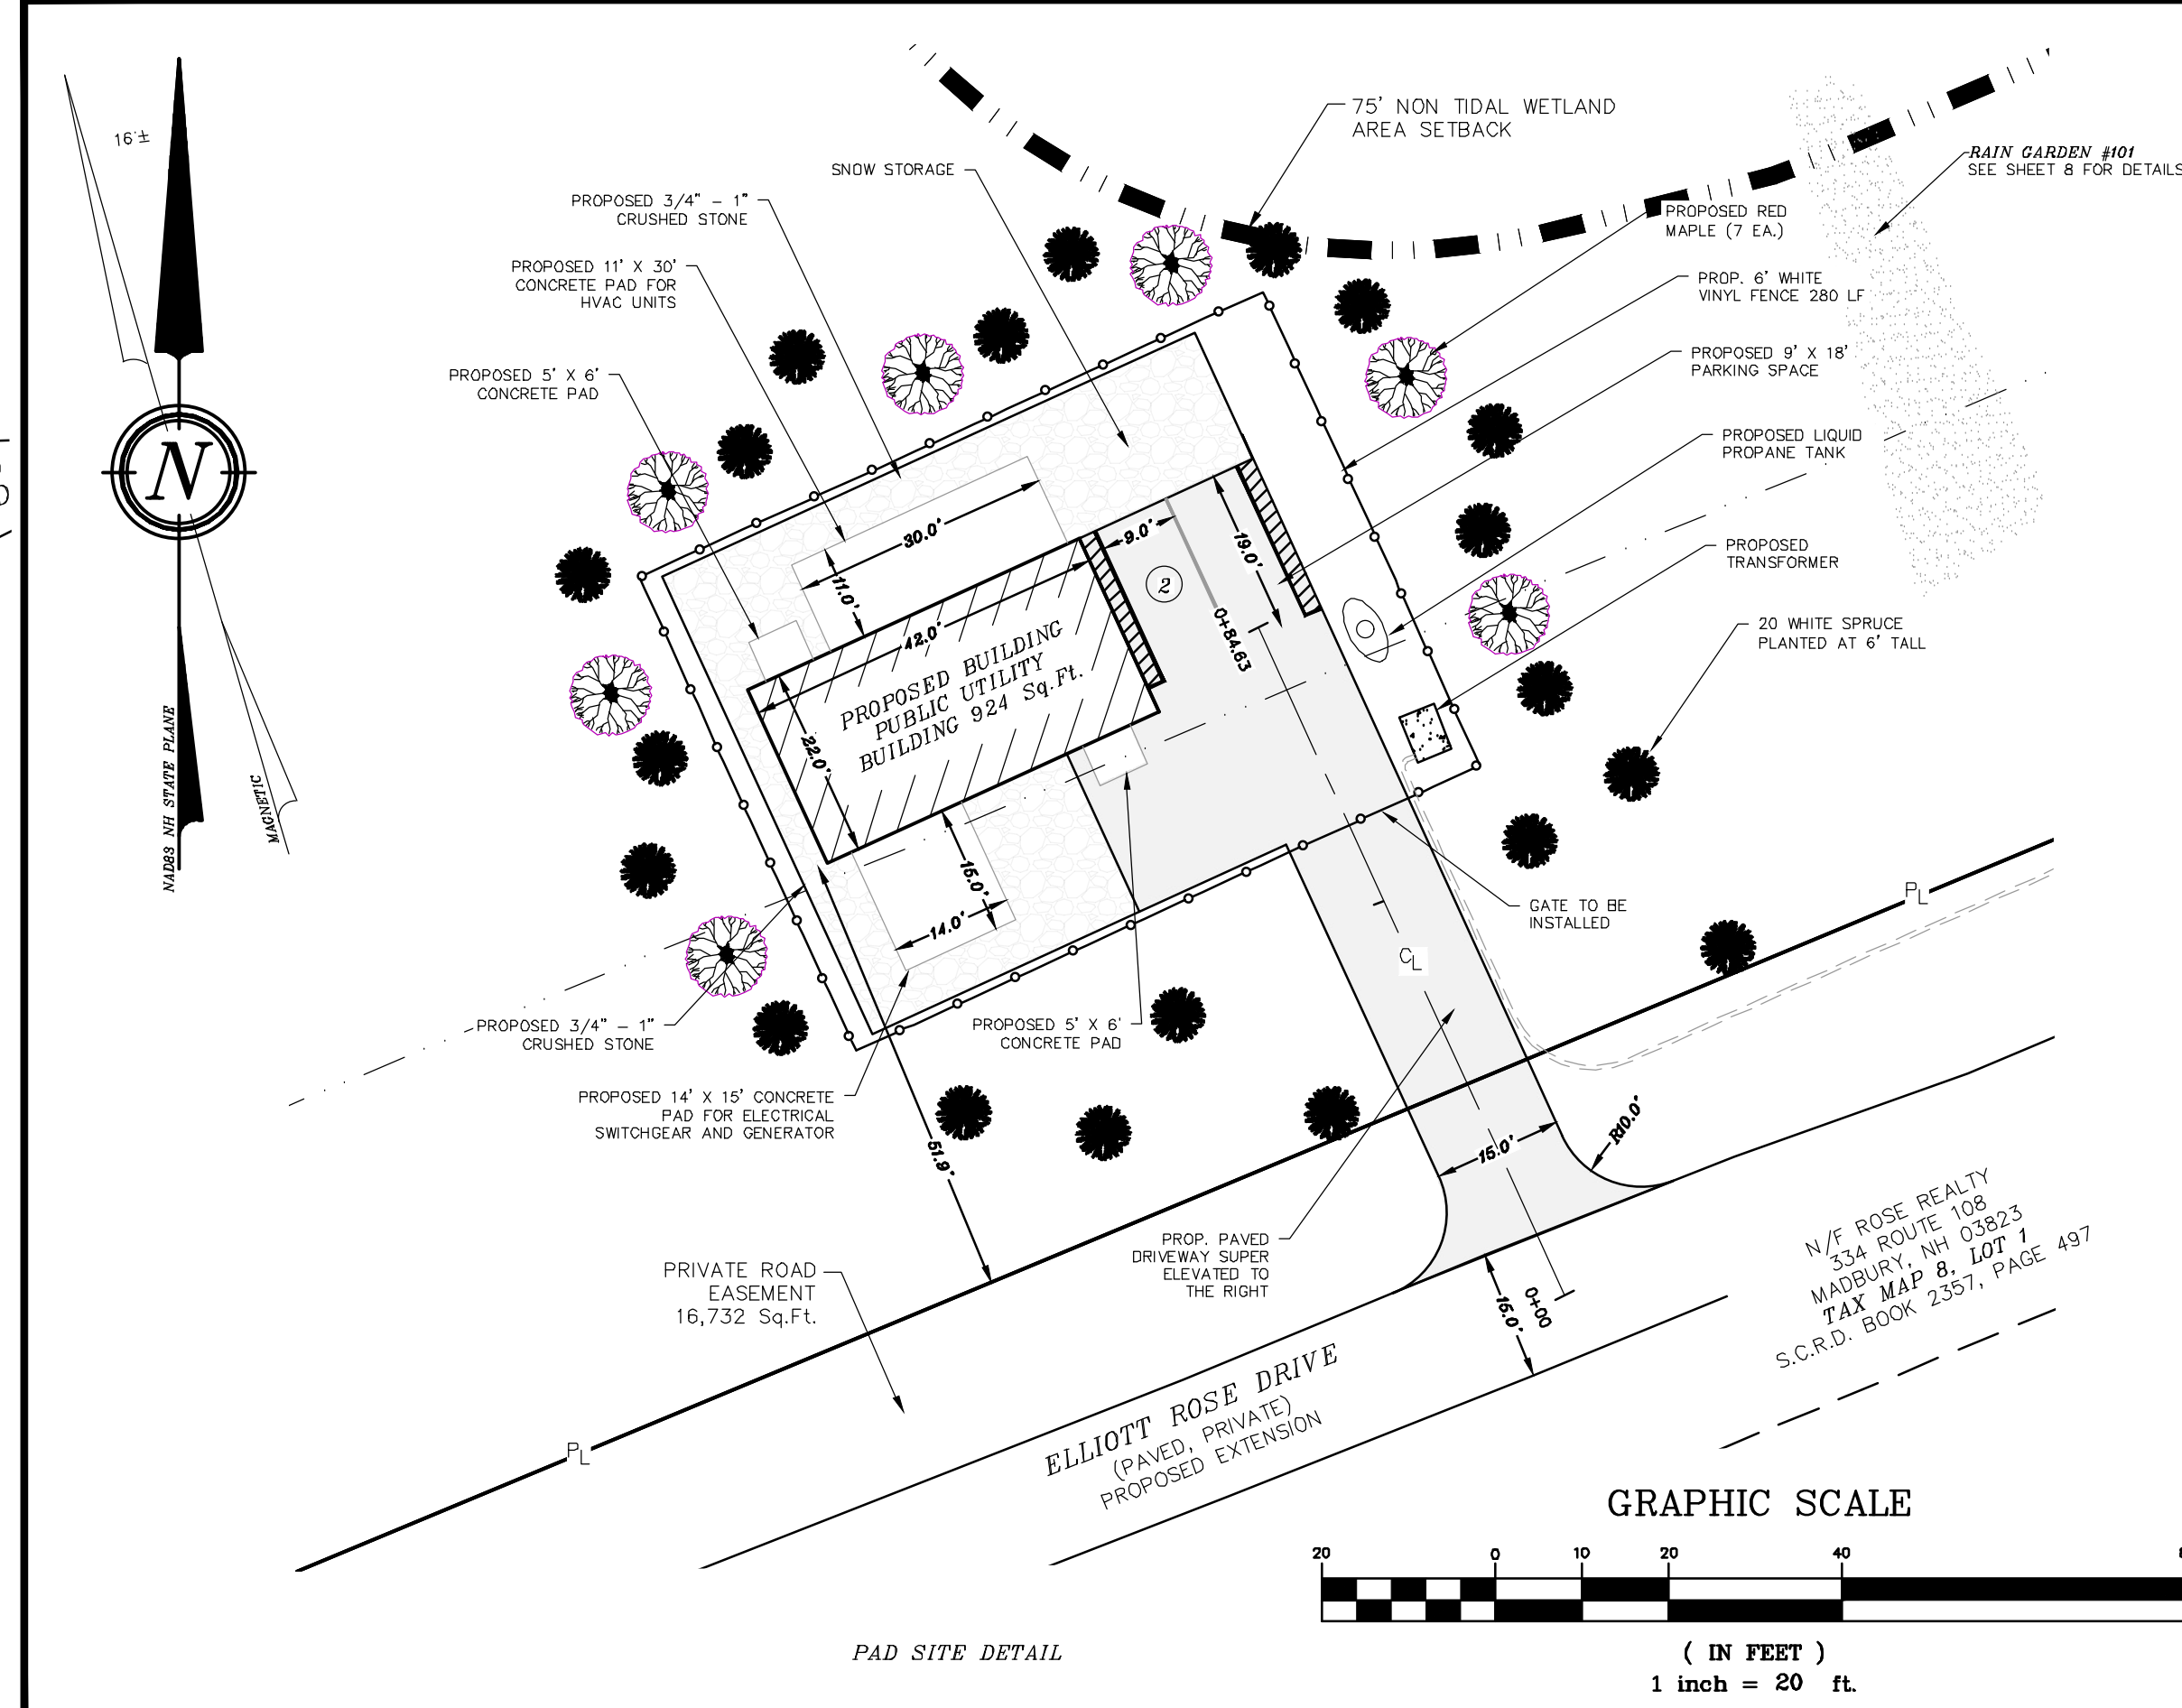 16'±
N
NAD83 NH STATE PLANE
MAGNETIC
75' NON TIDAL WETLAND
AREA SETBACK
SNOW STORAGE
PROPOSED 3/4" - 1"
CRUSHED STONE
PROPOSED 11' X 30'
CONCRETE PAD FOR
HVAC UNITS
PROPOSED 5' X 6'
CONCRETE PAD
RAIN GARDEN #101
SEE SHEET 8 FOR DETAILS
PROPOSED RED
MAPLE (7 EA.)
PROP. 6' WHITE
VINYL FENCE 280 LF
PROPOSED 9' X 18'
PARKING SPACE
PROPOSED LIQUID
PROPANE TANK
PROPOSED
TRANSFORMER
20 WHITE SPRUCE
PLANTED AT 6' TALL
30.0'
11.0'
9.0'
19.0'
2
42.0'
22.0'
0+84.63
PROPOSED BUILDING
PUBLIC UTILITY
BUILDING 924 Sq.Ft.
15.0'
14.0'
GATE TO BE
INSTALLED
PL
CL
PROPOSED 3/4" - 1"
CRUSHED STONE
PROPOSED 5' X 6'
CONCRETE PAD
PROPOSED 14' X 15' CONCRETE
PAD FOR ELECTRICAL
SWITCHGEAR AND GENERATOR
51.9'
15.0'
R10.0'
PROP. PAVED
DRIVEWAY SUPER
ELEVATED TO
THE RIGHT
PRIVATE ROAD
EASEMENT
16,732 Sq.Ft.
15.0'
0+00
N/F ROSE REALTY
334 ROUTE 108
MADBURY, NH 03823
TAX MAP 8, LOT 1
S.C.R.D. BOOK 2357, PAGE 497
PL
ELLIOTT ROSE DRIVE
(PAVED, PRIVATE)
PROPOSED EXTENSION
GRAPHIC SCALE
20 0 10 20 40
( IN FEET )
1 inch = 20 ft.
PAD SITE DETAIL